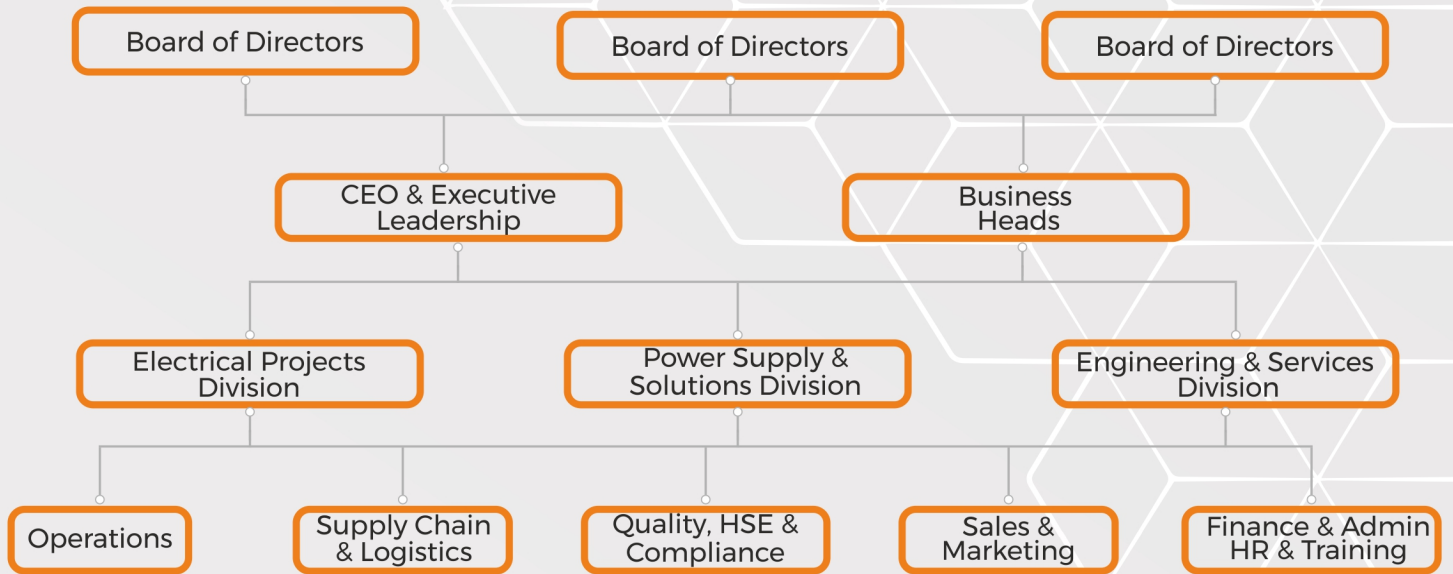 Board of Directors
Board of Directors
Board of Directors
CEO & Executive
Leadership
Business
Heads
Electrical Projects
Division
Power Supply &
Solutions Division
Engineering & Services
Division
Operations
Supply Chain
& Logistics
Quality, HSE &
Compliance
Sales &
Marketing
Finance & Admin
HR & Training